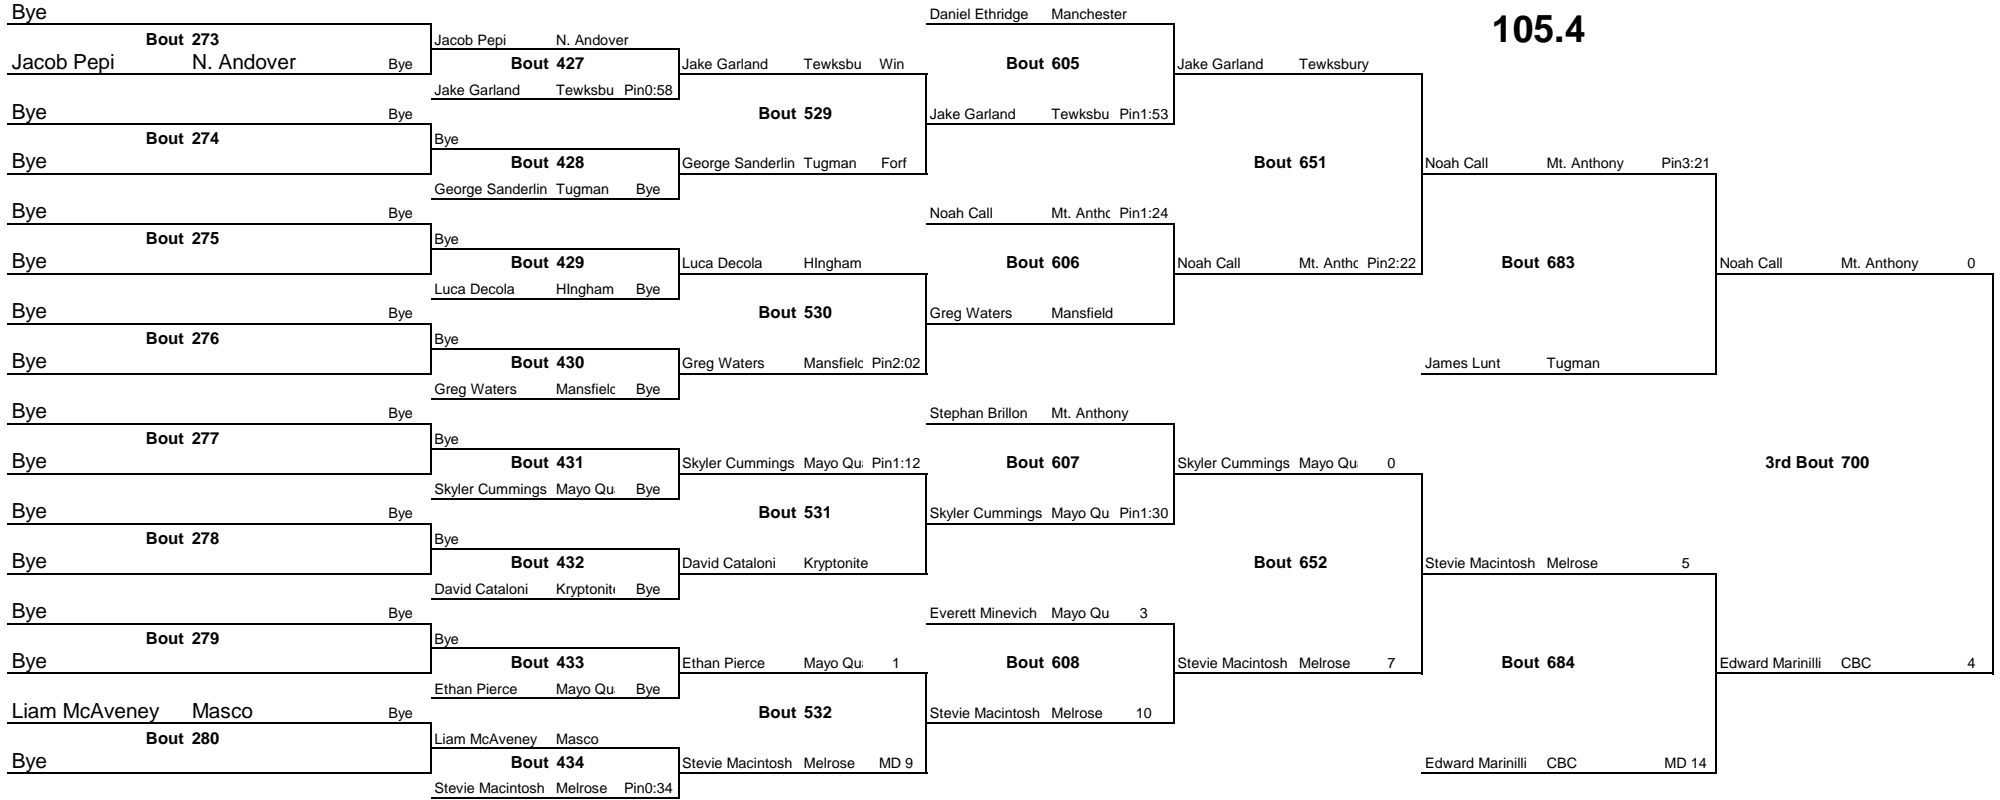 Bye
Daniel Ethridge Manchester
105.4
Bout 273
Jacob Pepi N. Andover
Jacob Pepi N. Andover Bye
Bout 427
Jake Garland Tewksbu Win
Bout 605
Jake Garland Tewksbury
Jake Garland Tewksbu Pin0:58
Bye Bye
Bout 529
Jake Garland Tewksbu Pin1:53
Bout 274
Bye
Bye
Bout 428
George Sanderlin Tugman Forf
Bout 651
Noah Call Mt. Anthony Pin3:21
George Sanderlin Tugman Bye
Bye Bye
Noah Call Mt. Antho Pin1:24
Bout 275
Bye
Bye
Bout 429
Luca Decola HIngham
Bout 606
Noah Call Mt. Antho Pin2:22
Bout 683
Noah Call Mt. Anthony 0
Luca Decola HIngham Bye
Bye Bye
Bout 530
Greg Waters Mansfield
Bout 276
Bye
Bye
Bout 430
Greg Waters Mansfield Pin2:02
James Lunt Tugman
Greg Waters Mansfield Bye
Bye Bye
Stephan Brillon Mt. Anthony
Bout 277
Bye
Bye
Bout 431
Skyler Cummings Mayo Qu Pin1:12
Bout 607
Skyler Cummings Mayo Qu 0
3rd Bout 700
Skyler Cummings Mayo Qu Bye
Bye Bye
Bout 531
Skyler Cummings Mayo Qu Pin1:30
Bout 278
Bye
Bye
Bout 432
David Cataloni Kryptonite
Bout 652
Stevie Macintosh Melrose 5
David Cataloni Kryptonit Bye
Bye Bye
Everett Minevich Mayo Qu 3
Bout 279
Bye
Bye
Bout 433
Ethan Pierce Mayo Qu 1
Bout 608
Stevie Macintosh Melrose 7
Bout 684
Edward Marinilli CBC 4
Ethan Pierce Mayo Qu Bye
Liam McAveney Masco Bye
Bout 532
Stevie Macintosh Melrose 10
Bout 280
Liam McAveney Masco
Bye
Bout 434
Stevie Macintosh Melrose MD 9
Edward Marinilli CBC MD 14
Stevie Macintosh Melrose Pin0:34